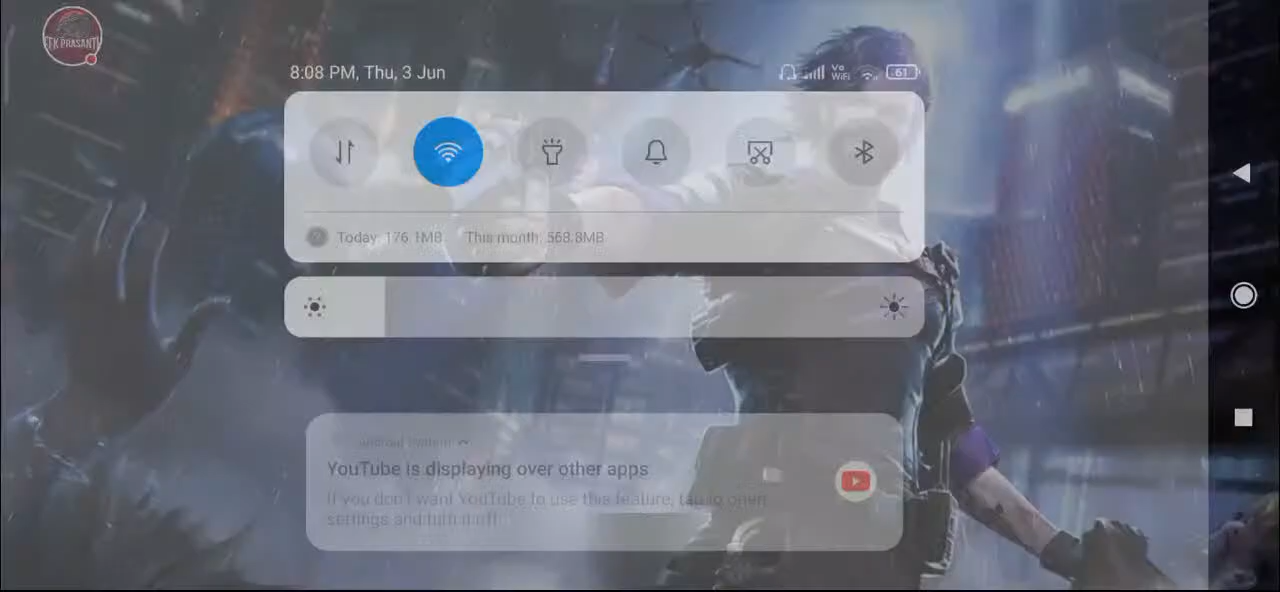 8:08 PM, Thu, 3 Jun
Vo
WiFi
61
Today: 176.1MB
This month: 568.8MB
Android System
YouTube is displaying over other apps
If you don't want YouTube to use this feature, tap to open
settings and turn it off.